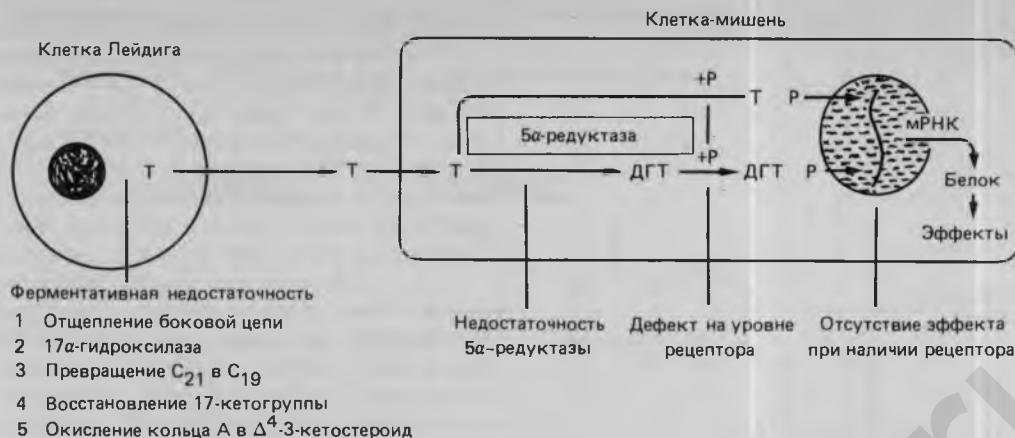 Клетка-мишень
Клетка Лейдига
+Р
Т Р
5α-редуктаза
мРНК
+Р
Т Т Т ДГТ ДГТ Р
Белок
Эффекты
Ферментативная недостаточность
1 Отщепление боковой цепи
2 17α-гидроксилаза
3 Превращение C21 в C19
4 Восстановление 17-кетогруппы
5 Окисление кольца А в Δ4-3-кетостероид
Недостаточность
5α-редуктазы
Дефект на уровне
рецептора
Отсутствие эффекта
при наличии рецептора